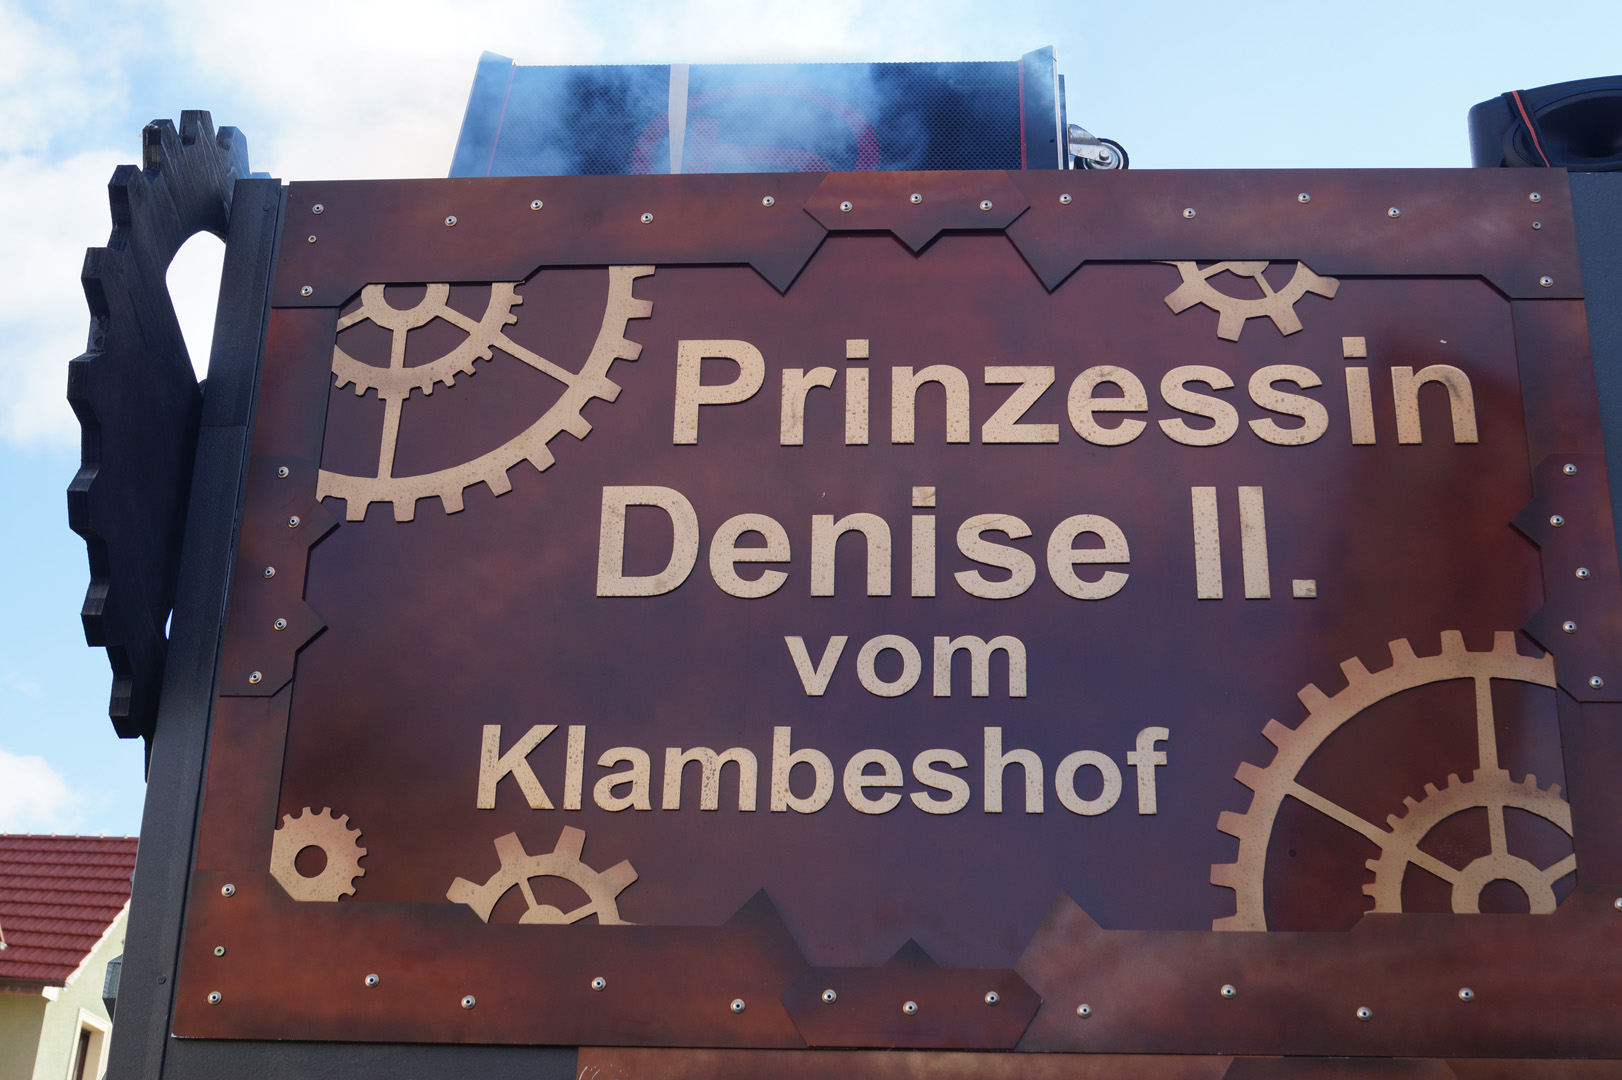 Prinzessin
Denise II.
vom
Klambeshof